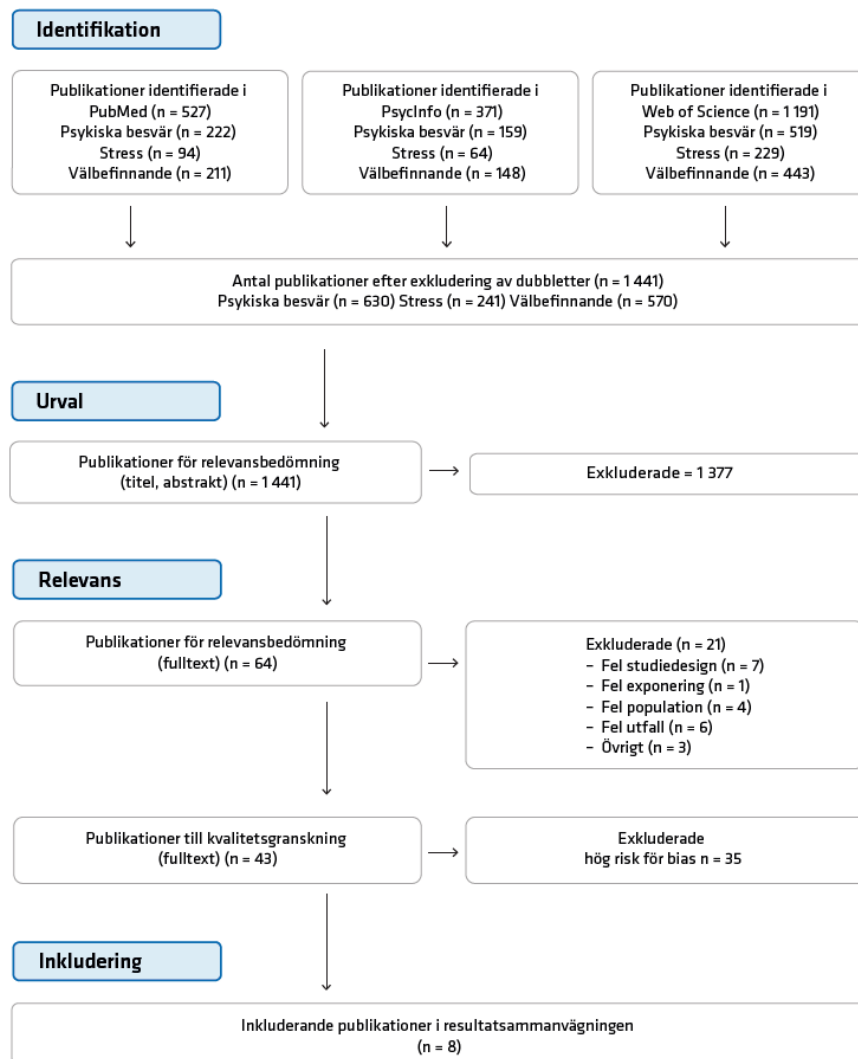 Identifikation
Publikationer identifierade i
PubMed (n = 527)
Psykiska besvär (n = 222)
Stress (n = 94)
Välbefinnande (n = 211)
Publikationer identifierade i
PsycInfo (n = 371)
Psykiska besvär (n = 159)
Stress (n = 64)
Välbefinnande (n = 148)
Publikationer identifierade i
Web of Science (n = 1 191)
Psykiska besvär (n = 519)
Stress (n = 229)
Välbefinnande (n = 443)
Antal publikationer efter exkludering av dubbletter (n = 1 441)
Psykiska besvär (n = 630) Stress (n = 241) Välbefinnande (n = 570)
Urval
Publikationer för relevansbedömning
(titel, abstrakt) (n = 1 441)
Exkluderade = 1 377
Relevans
Publikationer för relevansbedömning
(fulltext) (n = 64)
Exkluderade (n = 21)
– Fel studiedesign (n = 7)
– Fel exponering (n = 1)
– Fel population (n = 4)
– Fel utfall (n = 6)
– Övrigt (n = 3)
Publikationer till kvalitetsgranskning
(fulltext) (n = 43)
Exkluderade
hög risk för bias n = 35
Inkludering
Inkluderande publikationer i resultatsammanvägningen
(n = 8)